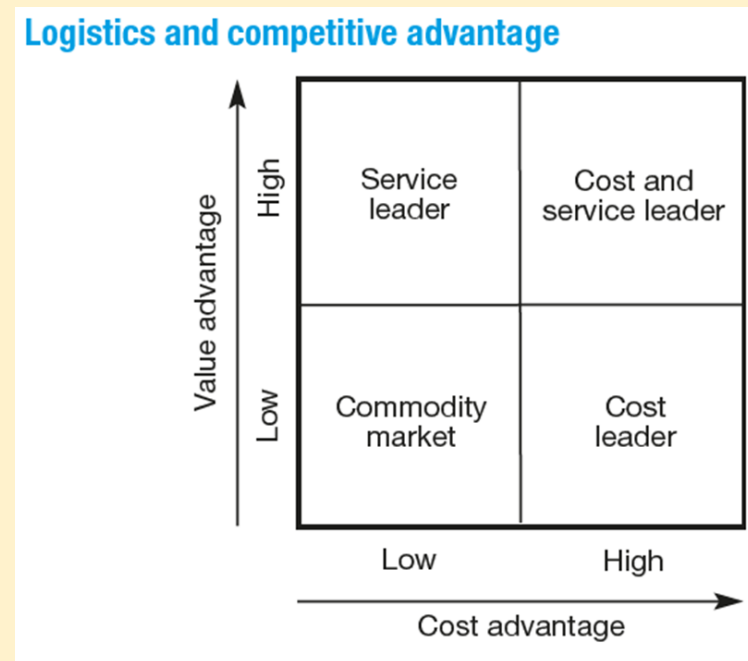 Logistics and competitive advantage
Value advantage
High
Low
Service
leader
Cost and
service leader
Commodity
market
Cost
leader
Low
High
Cost advantage